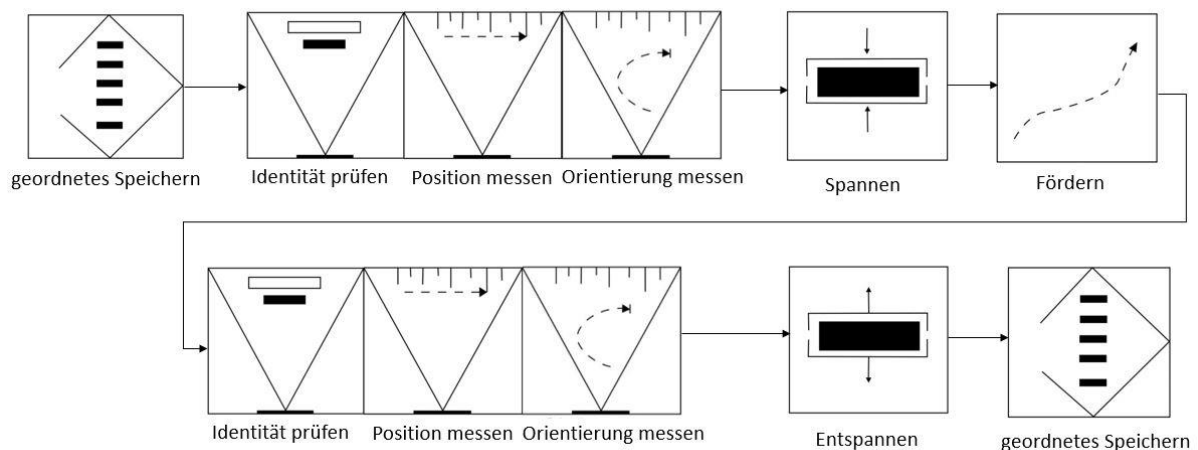 geordnetes Speichern
Identität prüfen
Position messen
Orientierung messen
Spannen
Fördern
Identität prüfen
Position messen
Orientierung messen
Entspannen
geordnetes Speichern